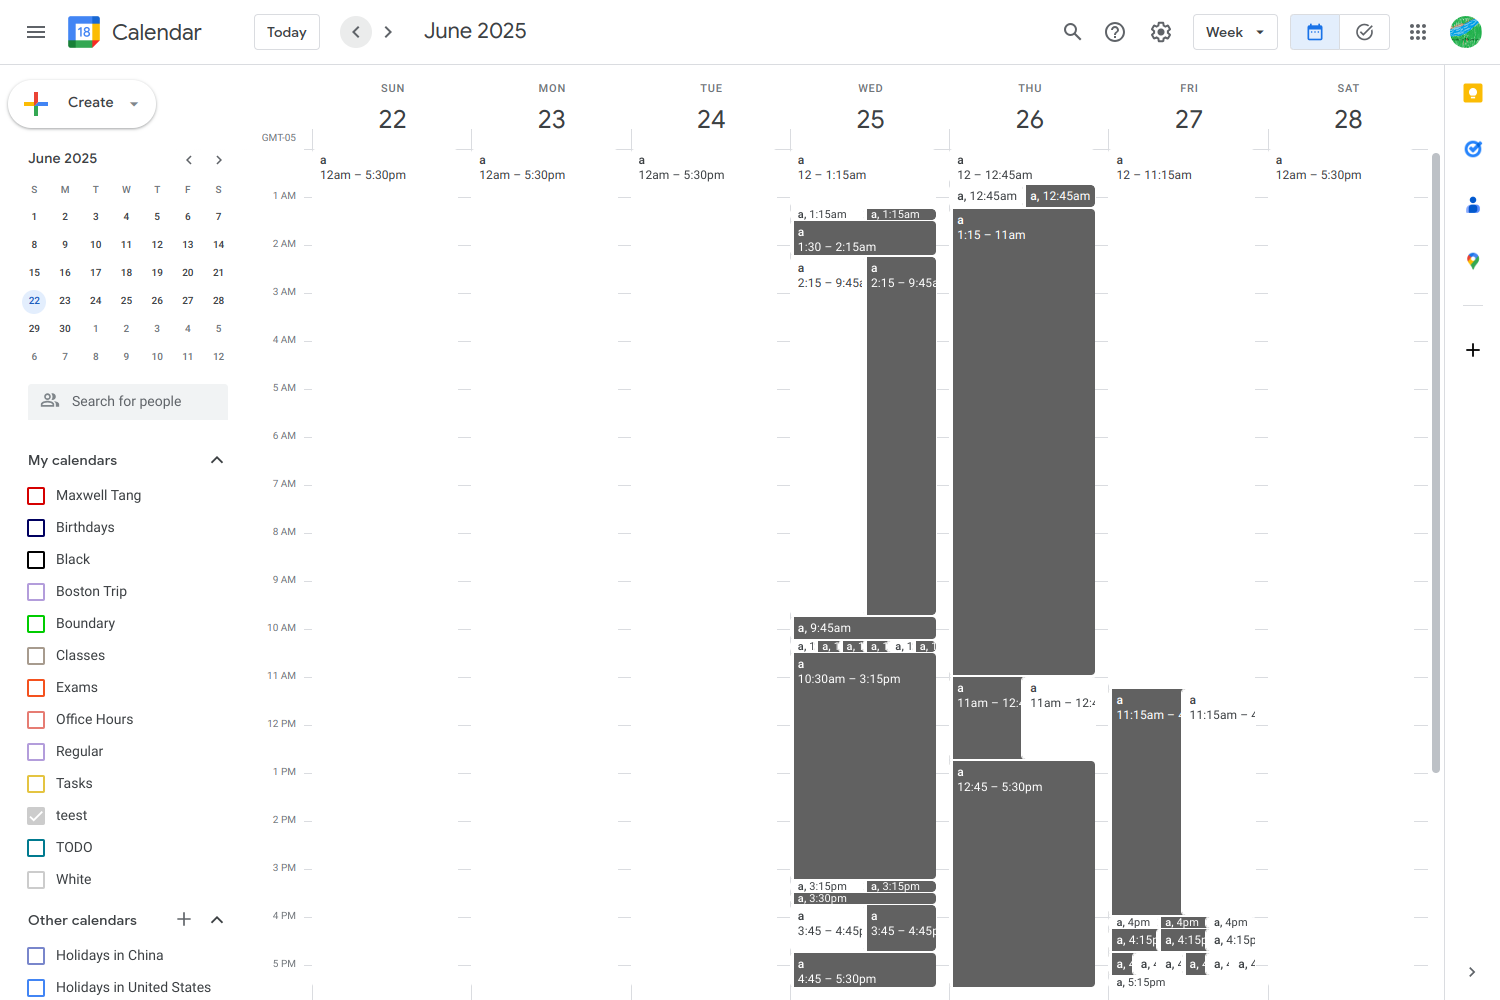 18 Calendar
Today
June 2025
Week
Create
June 2025
S M T W T F S
1 2 3 4 5 6 7
8 9 10 11 12 13 14
15 16 17 18 19 20 21
22 23 24 25 26 27 28
29 30 1 2 3 4 5
6 7 8 9 10 11 12
Search for people
My calendars
Maxwell Tang
Birthdays
Black
Boston Trip
Boundary
Classes
Exams
Office Hours
Regular
Tasks
teest
TODO
White
Other calendars
Holidays in China
Holidays in United States
GMT-05
SUN MON TUE WED THU FRI SAT
22 23 24 25 26 27 28
1 AM
2 AM
3 AM
4 AM
5 AM
6 AM
7 AM
8 AM
9 AM
10 AM
11 AM
12 PM
1 PM
2 PM
3 PM
4 PM
5 PM
a
12am – 5:30pm
a
12am – 5:30pm
a
12am – 5:30pm
a
12 – 1:15am
a, 1:15am
a, 1:15am
a
1:30 – 2:15am
a
2:15 – 9:45a
a
2:15 – 9:45a
a, 9:45am
a, 1 a, 1 a, 1 a, 1 a, 1 a, 1
a
10:30am – 3:15pm
a, 3:15pm
a, 3:15pm
a, 3:30pm
a
3:45 – 4:45p
a
3:45 – 4:45p
a
4:45 – 5:30pm
a
12 – 12:45am
a, 12:45am
a, 12:45am
a
1:15 – 11am
a
11am – 12:4
a
11am – 12:4
a
12:45 – 5:30pm
a
12 – 11:15am
a
11:15am – 4
a
11:15am – 4
a, 4pm
a, 4pm
a, 4pm
a, 4:15p
a, 4:15p
a, 4:15p
a, 4 a, 4 a, 4 a, 4 a, 4 a, 4
a, 5:15pm
a
12am – 5:30pm